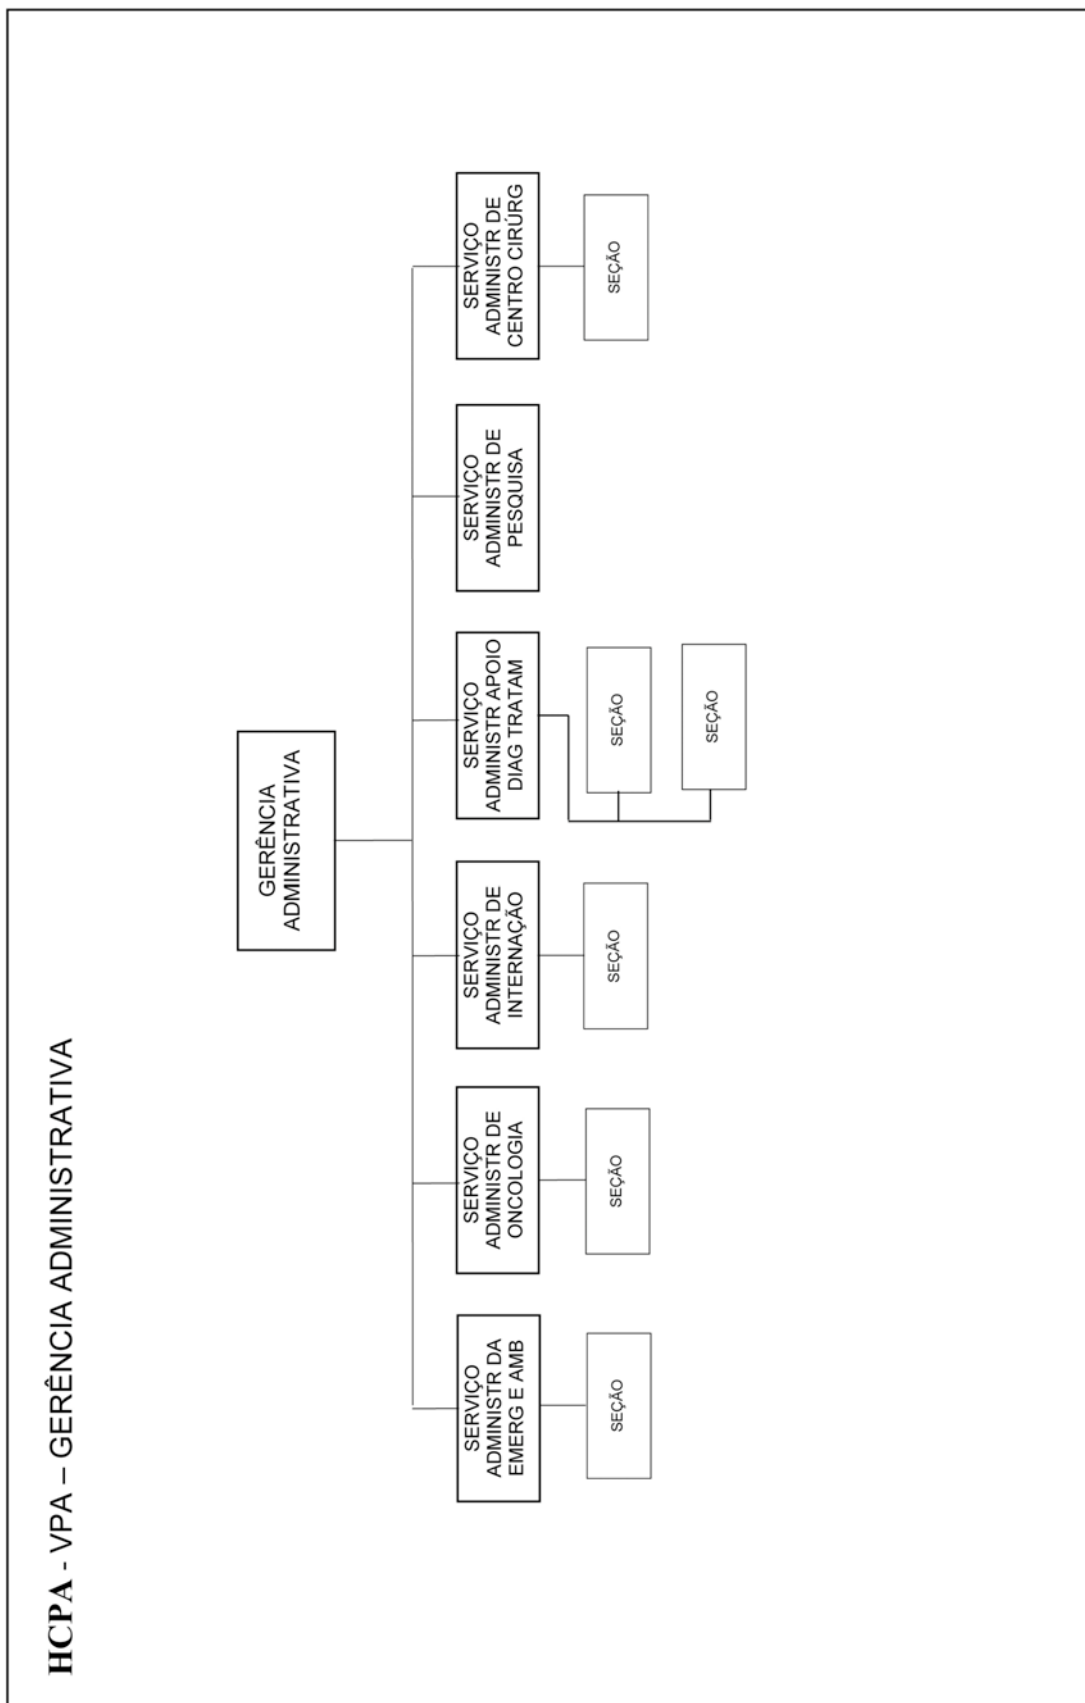 HCPA - VPA – GERÊNCIA ADMINISTRATIVA
GERÊNCIA
ADMINISTRATIVA
SERVIÇO
ADMINISTR DA
EMERG E AMB
SERVIÇO
ADMINISTR DE
ONCOLOGIA
SERVIÇO
ADMINISTR DE
INTERNAÇÃO
SERVIÇO
ADMINISTR APOIO
DIAG TRATAM
SERVIÇO
ADMINISTR DE
PESQUISA
SERVIÇO
ADMINISTR DE
CENTRO CIRÚRG
SEÇÃO
SEÇÃO
SEÇÃO
SEÇÃO
SEÇÃO
SEÇÃO